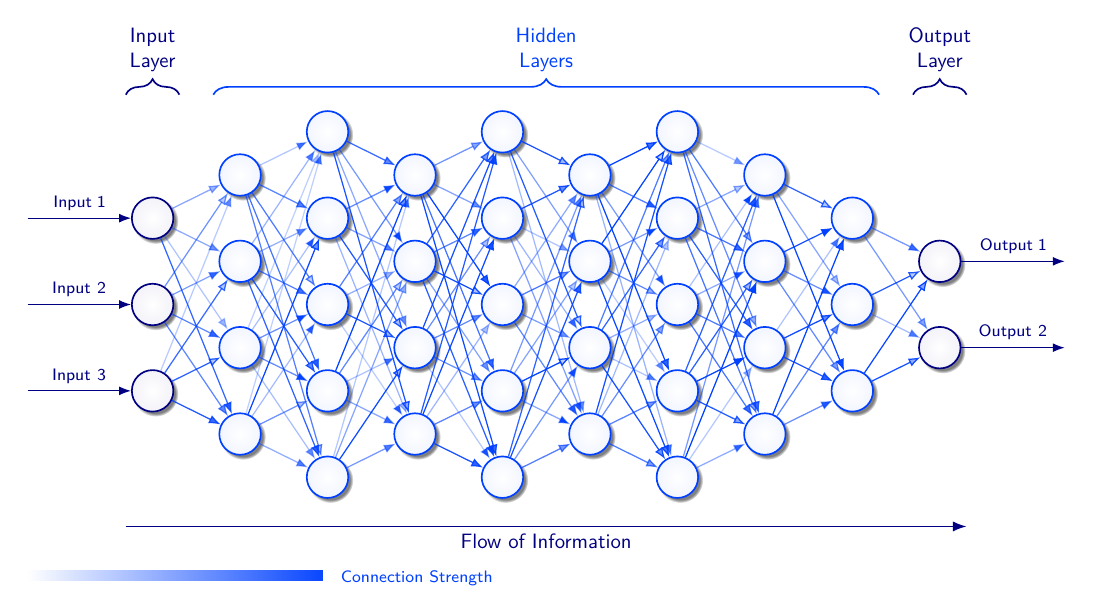 Input
Layer
Hidden
Layers
Output
Layer
Input 1
Input 2
Input 3
Output 1
Output 2
Flow of Information
Connection Strength